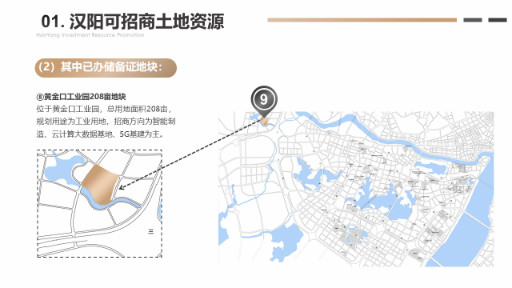 01. 汉阳可招商土地资源
HanYang Investment Resource Promotion
（2）其中已办储备证地块：
⑨黄金口工业园208亩地块
位于黄金口工业园，总用地面积208亩，
规划用途为工业用地，招商方向为智能制
造、云计算大数据基地、5G基建为主。
9